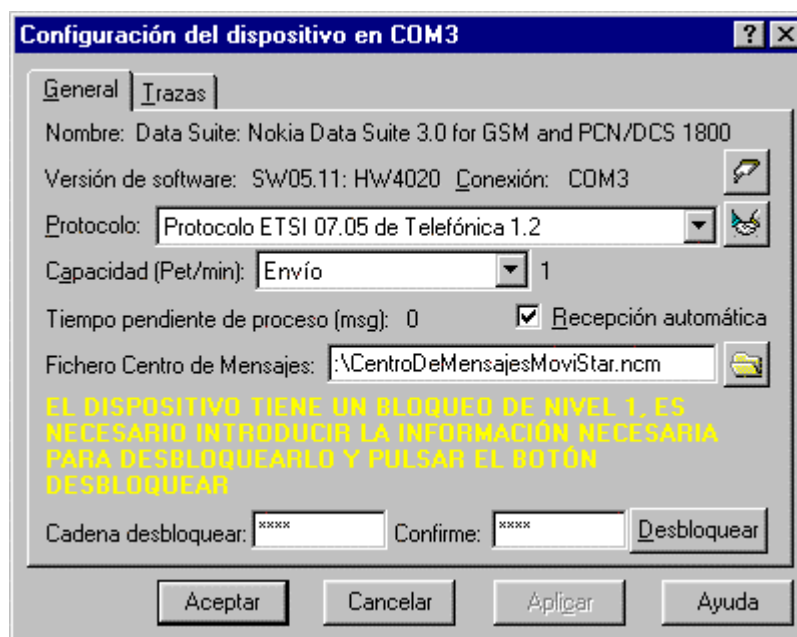 Configuración del dispositivo en COM3
General Trazas
Nombre: Data Suite: Nokia Data Suite 3.0 for GSM and PCN/DCS 1800
Versión de software: SW05.11: HW4020 Conexión: COM3
Protocolo: Protocolo ETSI 07.05 de Telefónica 1.2
Capacidad (Pet/min): Envío 1
Tiempo pendiente de proceso (msg): 0 Recepción automática
Fichero Centro de Mensajes: :\CentroDeMensajesMoviStar.ncm
EL DISPOSITIVO TIENE UN BLOQUEO DE NIVEL 1, ES
NECESARIO INTRODUCIR LA INFORMACIÓN NECESARIA
PARA DESBLOQUEARLO Y PULSAR EL BOTÓN
DESBLOQUEAR
Cadena desbloquear: **** Confirme: **** Desbloquear
Aceptar Cancelar Aplicar Ayuda